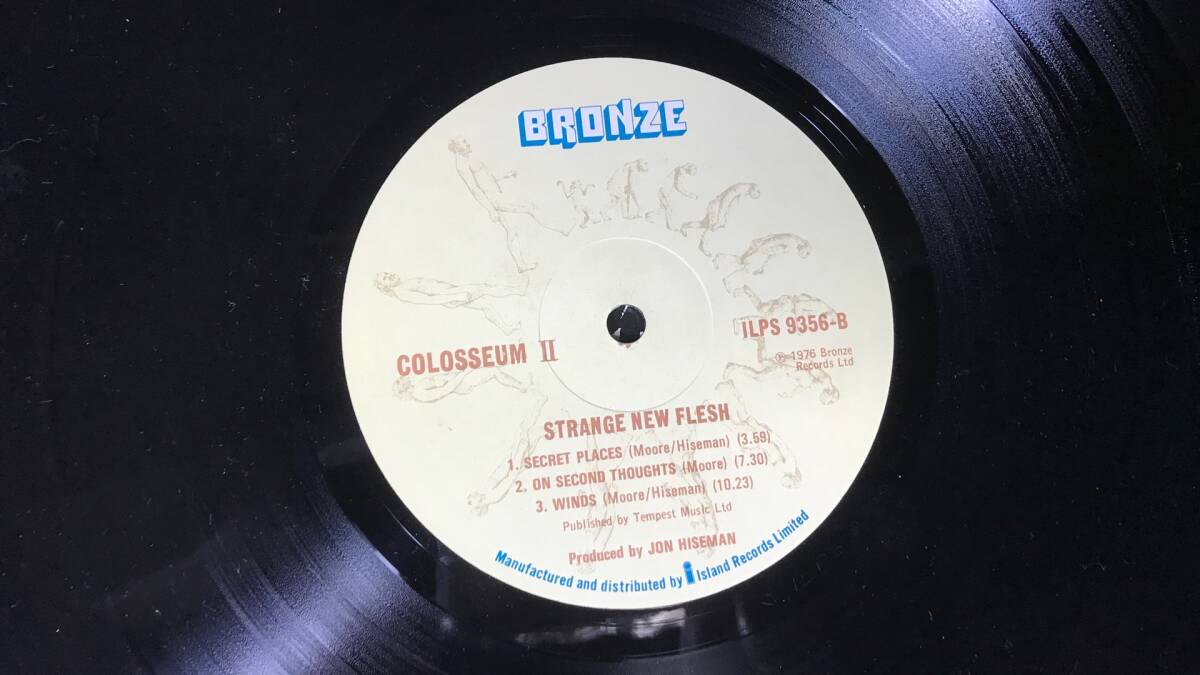 BRONZE
COLOSSEUM II
ILPS 9356-B
℗ 1976 Bronze
Records Ltd
STRANGE NEW FLESH
1. SECRET PLACES (Moore/Hiseman) (3.59)
2. ON SECOND THOUGHTS (Moore) (7.30)
3. WINDS (Moore/Hiseman) (10.23)
Published by Tempest Music Ltd
Produced by JON HISEMAN
Manufactured and distributed by i Island Records Limited